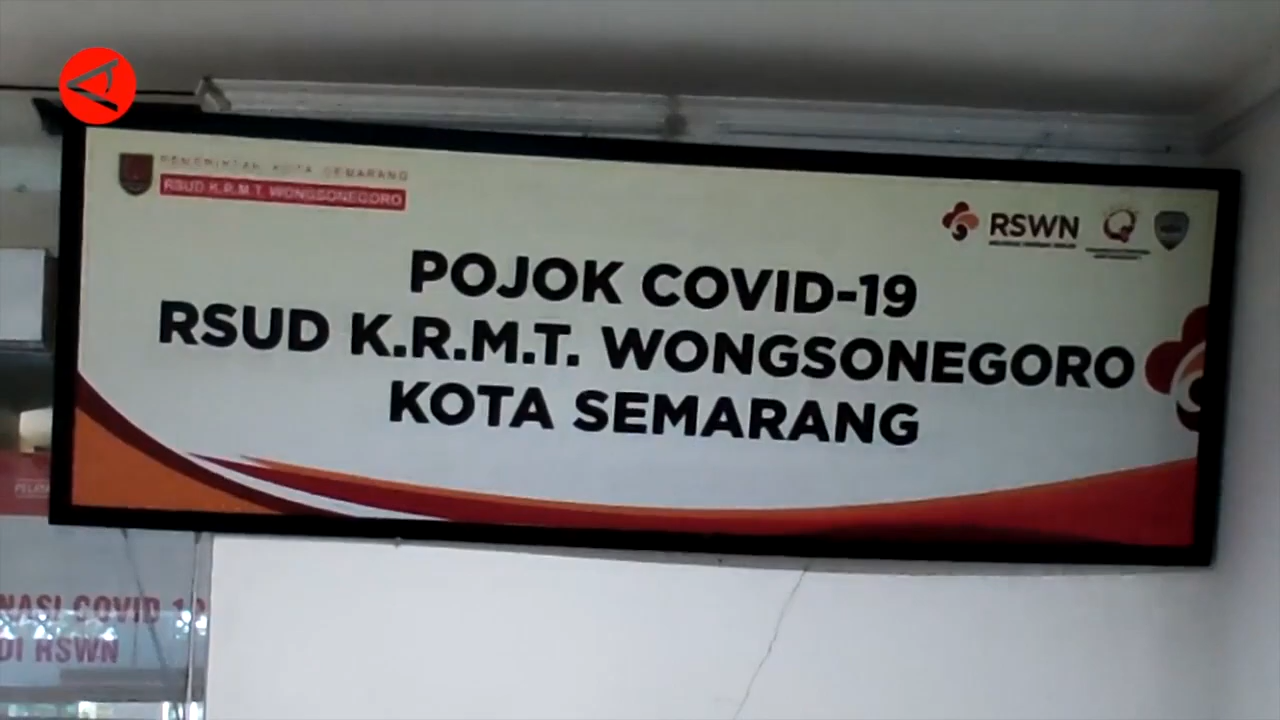 PEMERINTAH KOTA SEMARANG
RSUD K.R.M.T. WONGSONEGORO
RSWN
POJOK COVID-19
RSUD K.R.M.T. WONGSONEGORO
KOTA SEMARANG
NASI COVID 19
DI RSWN